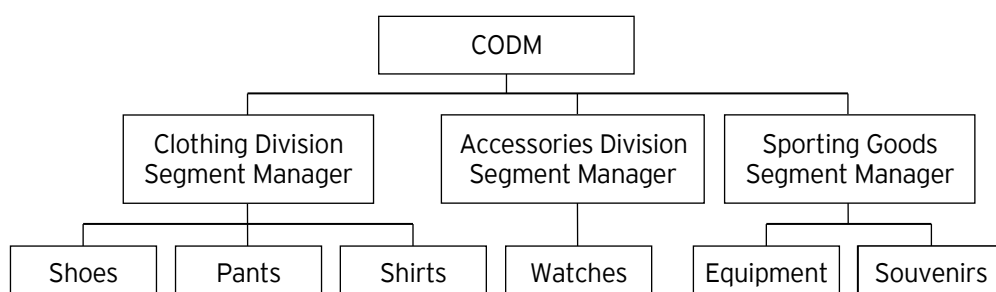 CODM
Clothing Division
Segment Manager
Accessories Division
Segment Manager
Sporting Goods
Segment Manager
Shoes
Pants
Shirts
Watches
Equipment
Souvenirs